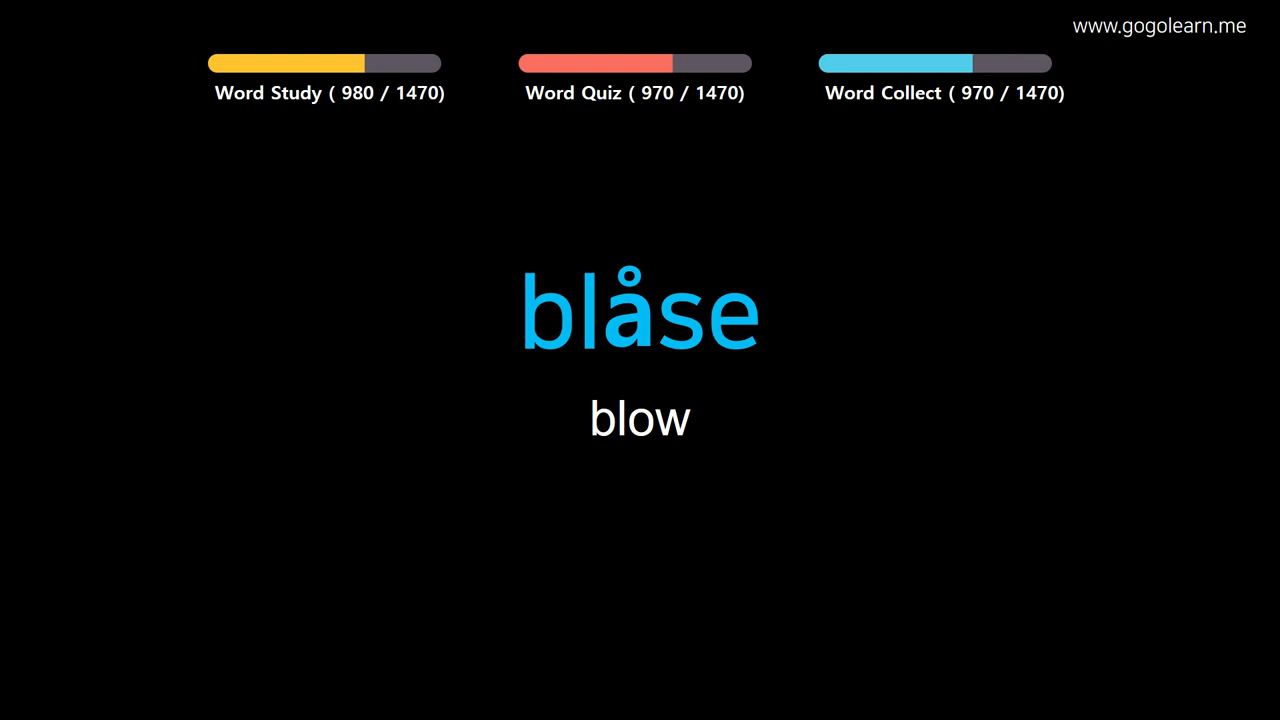 www.gogolearn.me
Word Study ( 980 / 1470)
Word Quiz ( 970 / 1470)
Word Collect ( 970 / 1470)
blåse
blow